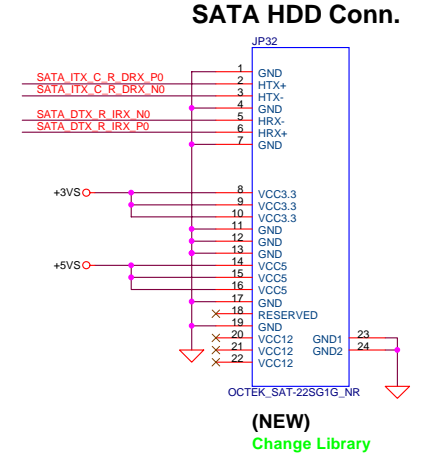 SATA HDD Conn.
JP32
1 GND
SATA_ITX_C_R_DRX_P0 2 HTX+
SATA_ITX_C_R_DRX_N0 3 HTX-
4 GND
SATA_DTX_R_IRX_N0 5 HRX-
SATA_DTX_R_IRX_P0 6 HRX+
7 GND
+3VS 8 VCC3.3
9 VCC3.3
10 VCC3.3
11 GND
12 GND
13 GND
+5VS 14 VCC5
15 VCC5
16 VCC5
17 GND
18 RESERVED
19 GND
20 VCC12 GND1 23
21 VCC12 GND2 24
22 VCC12
OCTEK_SAT-22SG1G_NR
(NEW)
Change Library